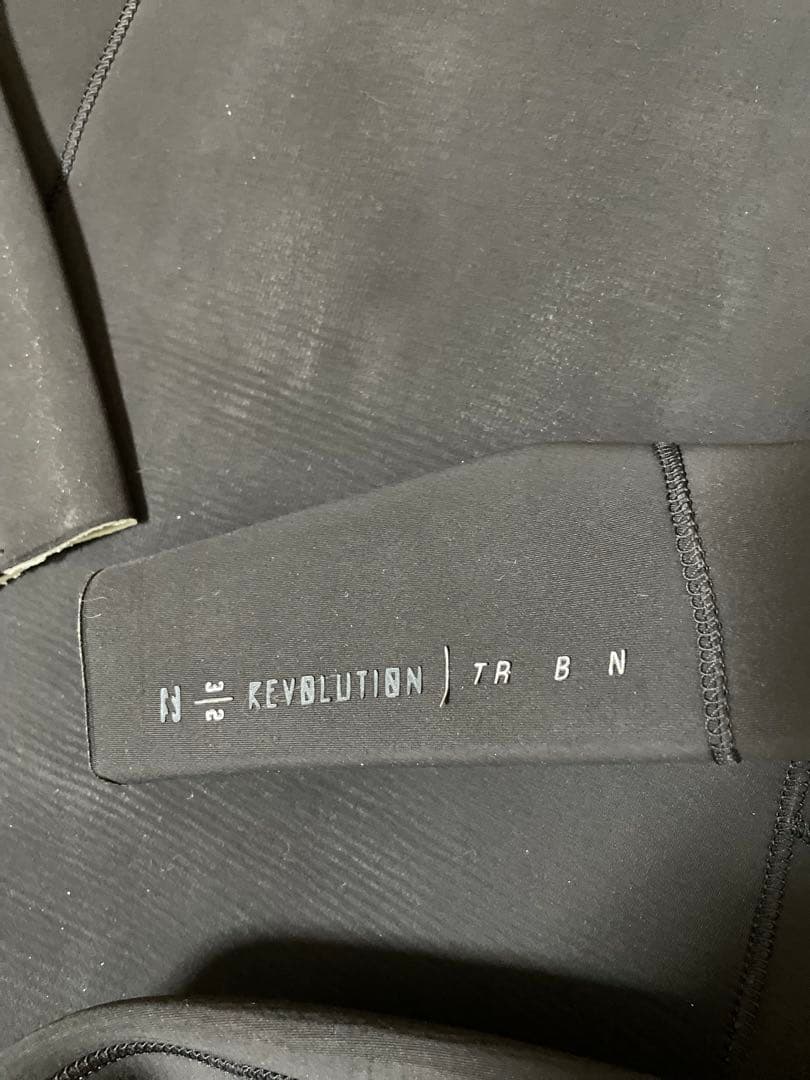 3/2 REVOLUTION TR B N